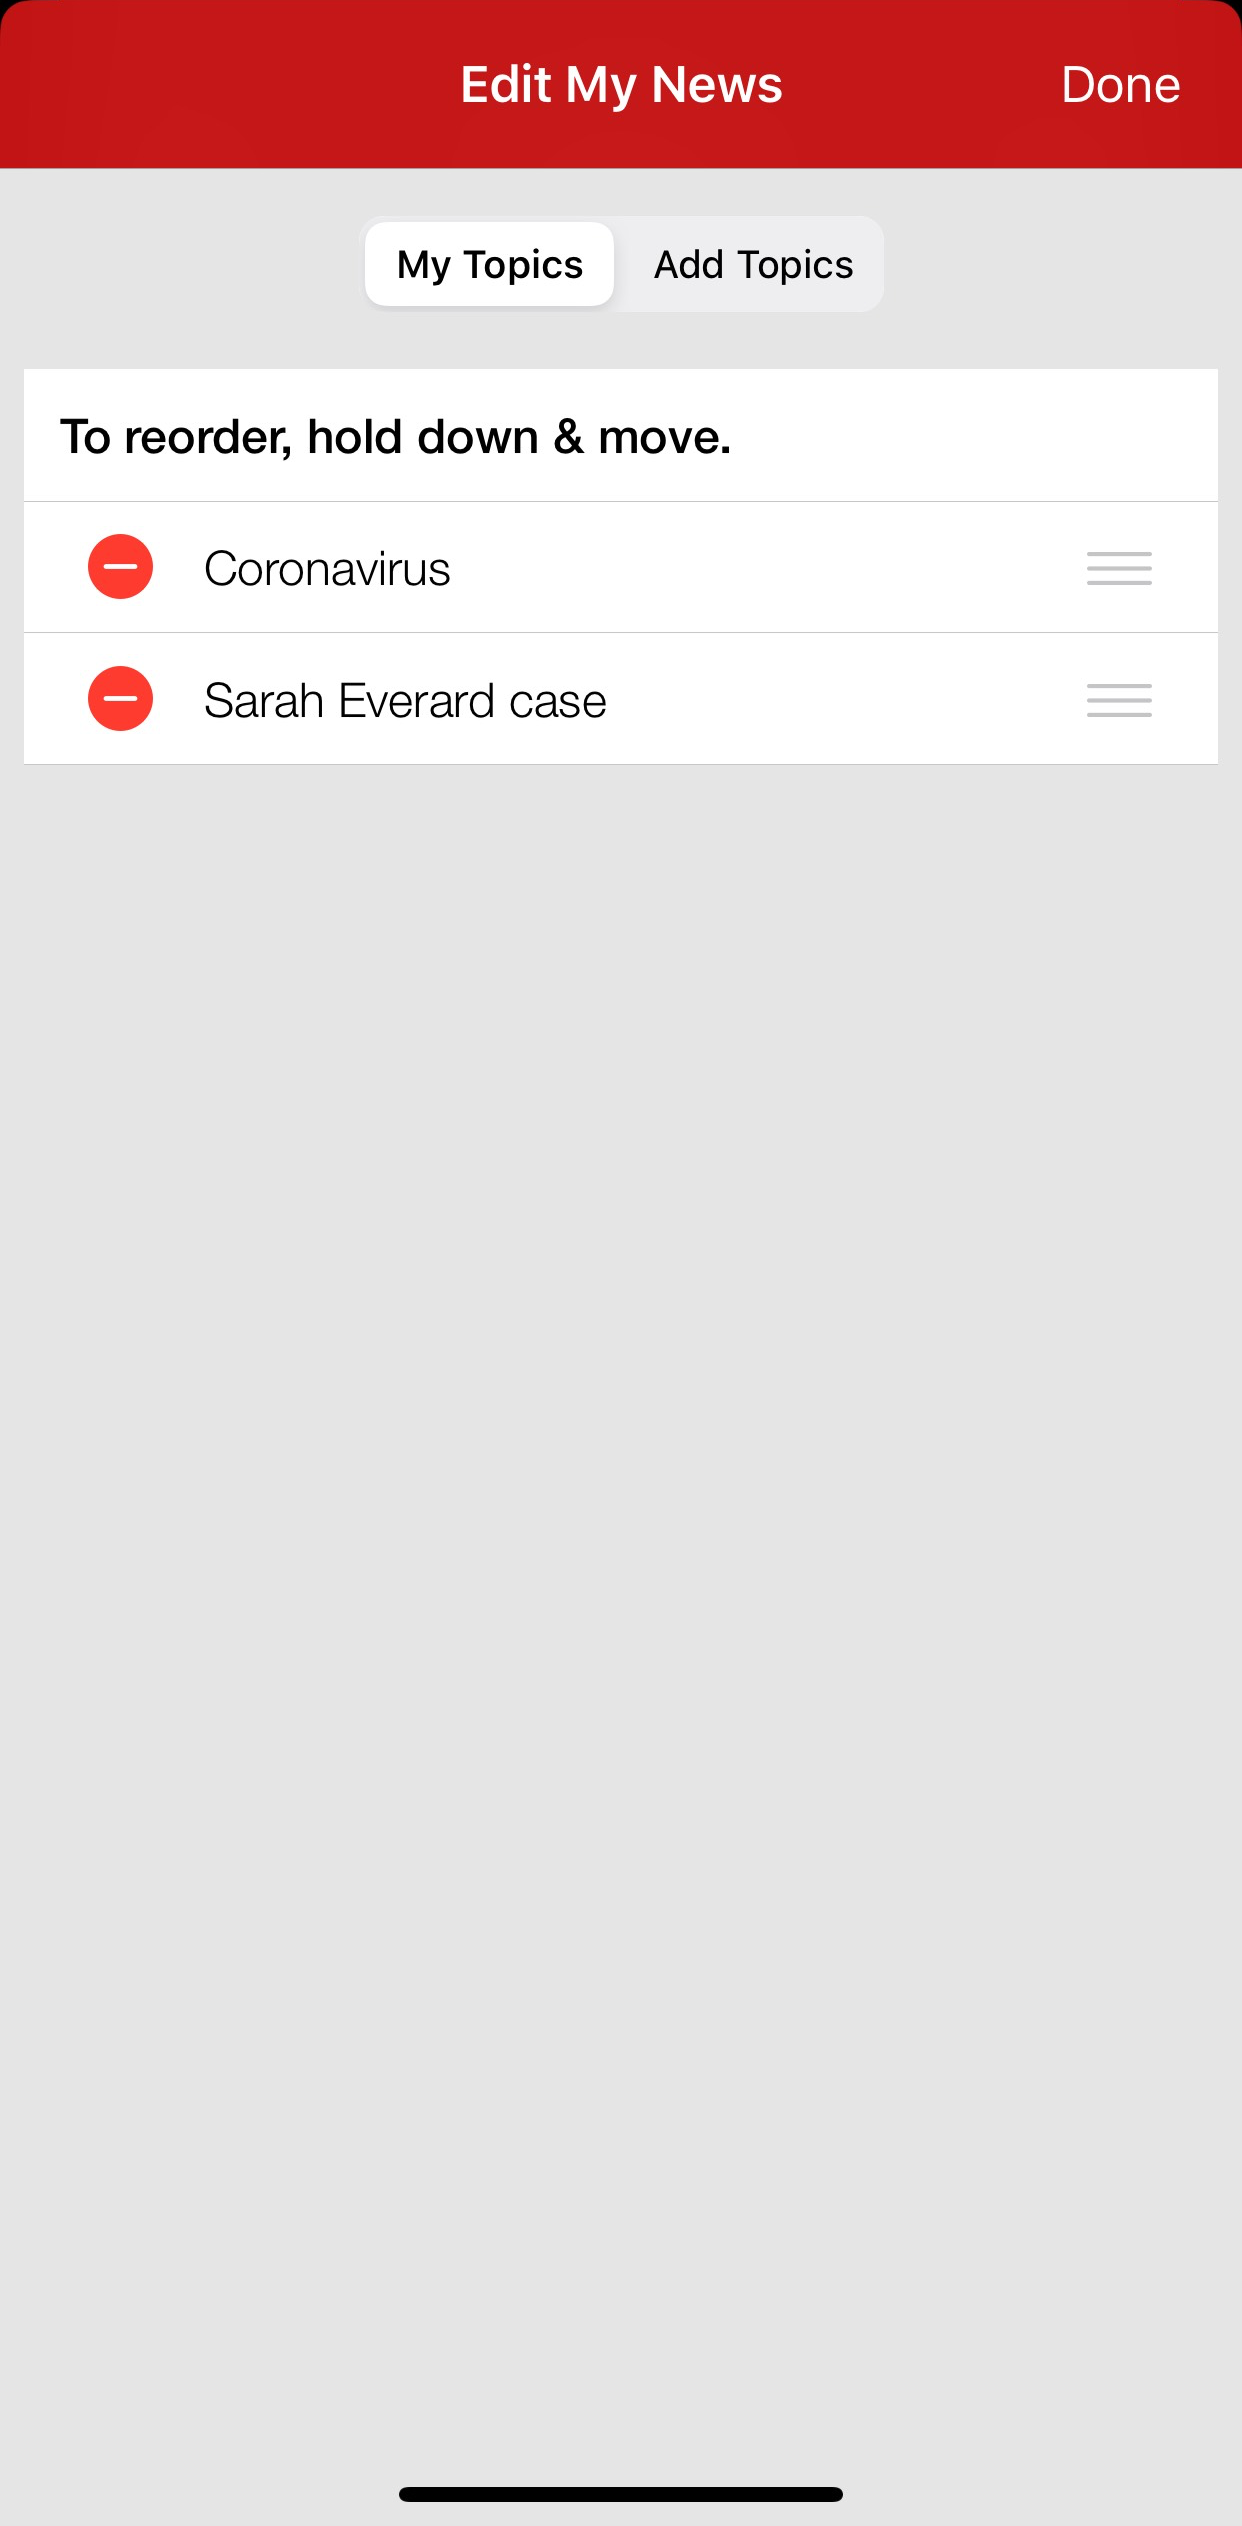 Edit My News
Done
My Topics
Add Topics
To reorder, hold down & move.
Coronavirus
Sarah Everard case